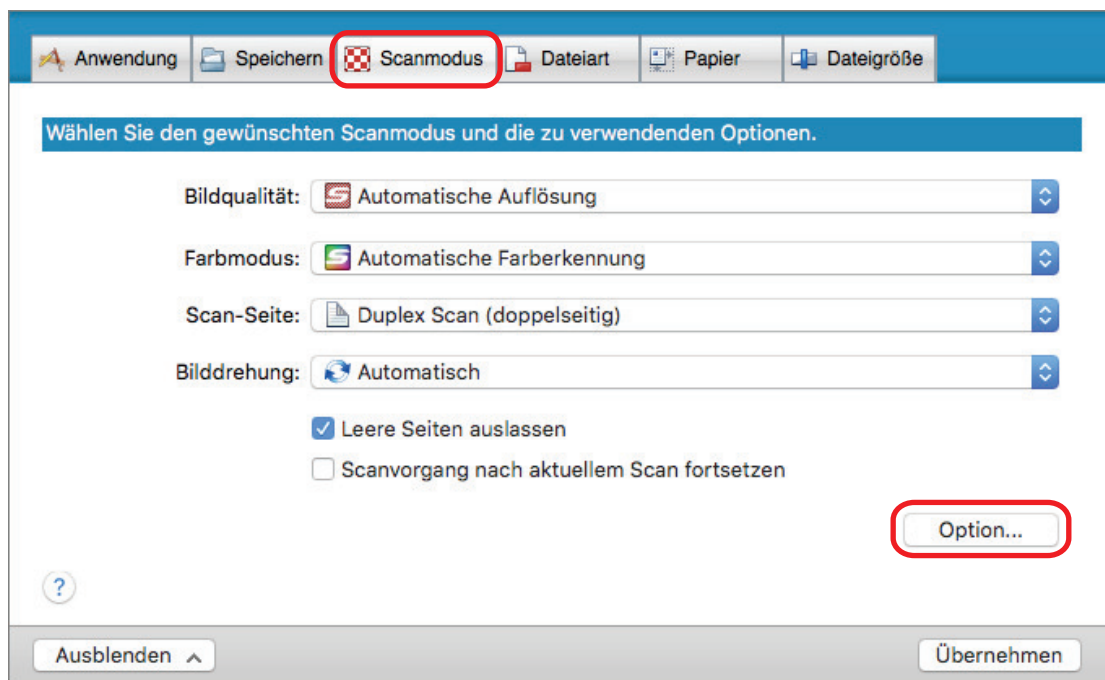 Anwendung Speichern Scanmodus Dateiart Papier Dateigröße
Wählen Sie den gewünschten Scanmodus und die zu verwendenden Optionen.
Bildqualität: Automatische Auflösung
Farbmodus: Automatische Farberkennung
Scan-Seite: Duplex Scan (doppelseitig)
Bilddrehung: Automatisch
Leere Seiten auslassen
Scanvorgang nach aktuellem Scan fortsetzen
Option...
?
Ausblenden Übernehmen